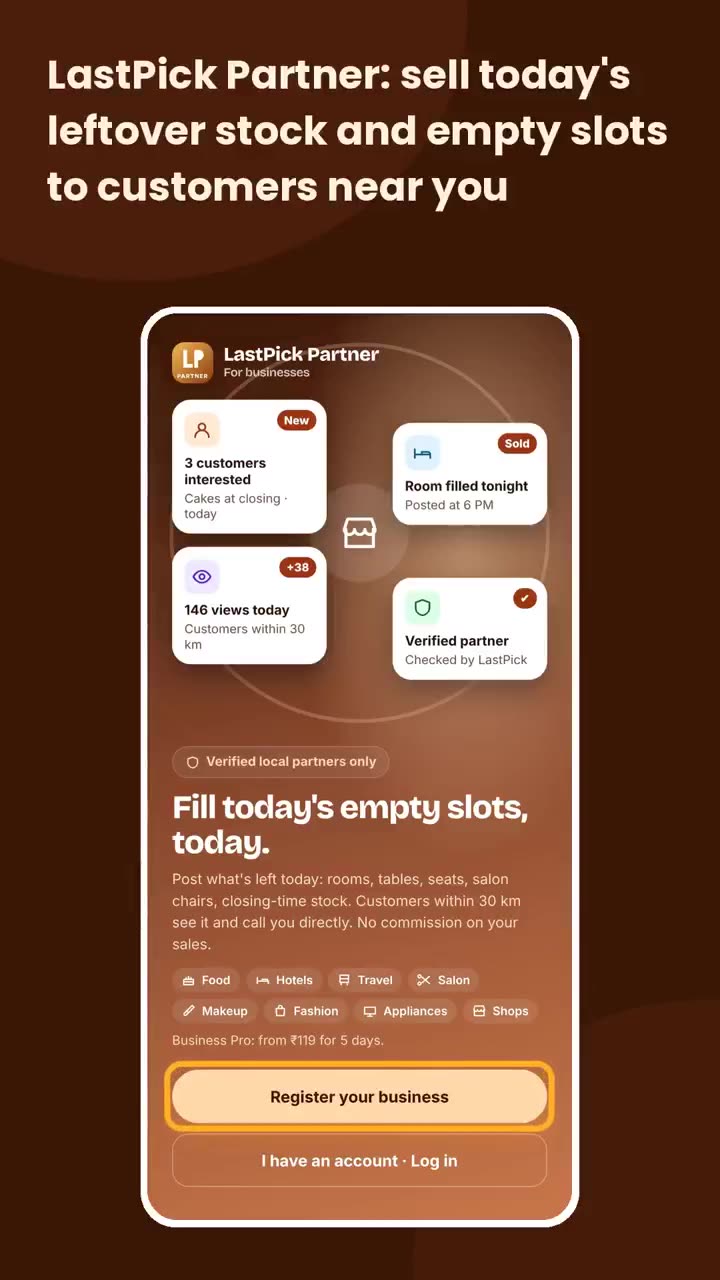 LastPick Partner: sell today's
leftover stock and empty slots
to customers near you
LP
PARTNER
LastPick Partner
For businesses
New
3 customers
interested
Cakes at closing ·
today
Sold
Room filled tonight
Posted at 6 PM
+38
146 views today
Customers within 30
km
✔
Verified partner
Checked by LastPick
Verified local partners only
Fill today's empty slots,
today.
Post what's left today: rooms, tables, seats, salon
chairs, closing-time stock. Customers within 30 km
see it and call you directly. No commission on your
sales.
Food Hotels Travel Salon
Makeup Fashion Appliances Shops
Business Pro: from ₹119 for 5 days.
Register your business
I have an account · Log in